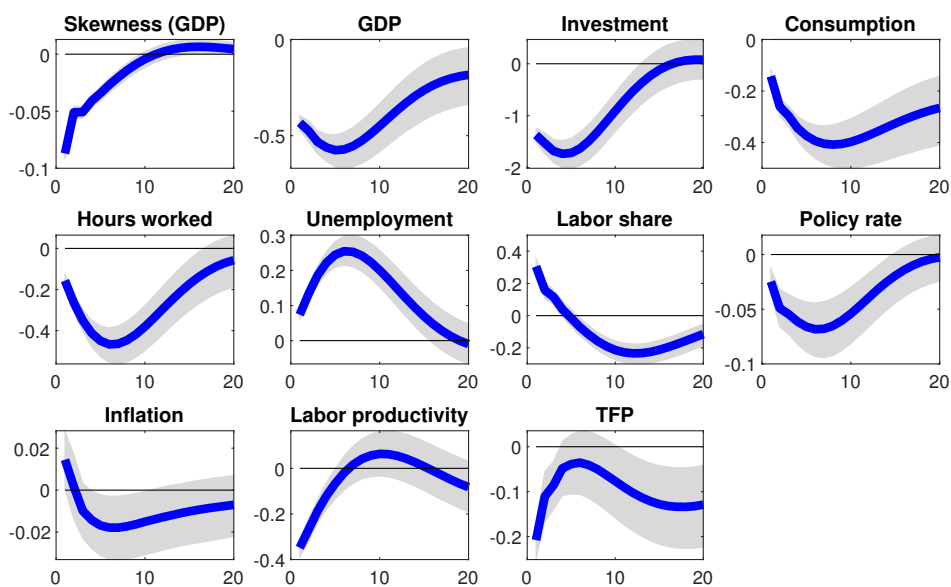 Skewness (GDP)
GDP
Investment
Consumption
0
-0.05
-0.1
0 10 20
0
-0.5
0 10 20
0
-1
-2
0 10 20
-0.2
-0.4
0 10 20
Hours worked
Unemployment
Labor share
Policy rate
0
-0.2
-0.4
0 10 20
0.3
0.2
0.1
0
0 10 20
0.4
0.2
0
-0.2
0 10 20
0
-0.05
-0.1
0 10 20
Inflation
Labor productivity
TFP
0.02
0
-0.02
0 10 20
0
-0.2
-0.4
0 10 20
0
-0.1
-0.2
0 10 20